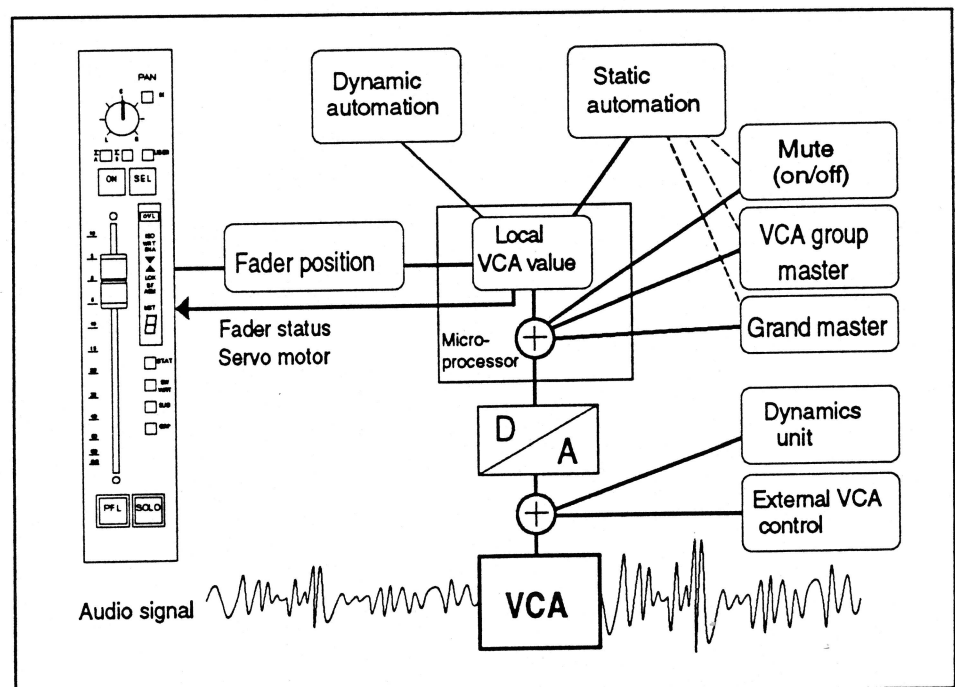 PAN
ON
SEL
OVL
Dynamic
automation
Static
automation
Mute
(on/off)
VCA group
master
Grand master
Local
VCA value
Fader position
Fader status
Servo motor
Micro-
processor
D
A
Dynamics
unit
External VCA
control
STAT
PFL
SOLO
Audio signal
VCA